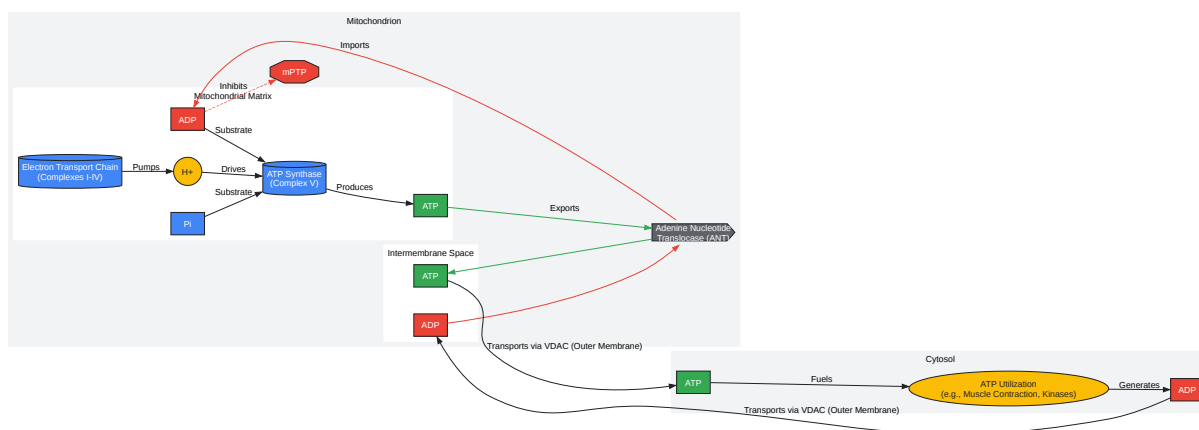 Mitochondrion
Imports
mPTP
Inhibits
Mitochondrial Matrix
ADP
Substrate
Electron Transport Chain
(Complexes I-IV)
Pumps
H+
Drives
ATP Synthase
(Complex V)
Substrate
Produces
Pi
ATP
Exports
Adenine Nucleotide
Translocase (ANT)
Intermembrane Space
ATP
ADP
Transports via VDAC (Outer Membrane)
Cytosol
ATP
Fuels
ATP Utilization
(e.g., Muscle Contraction, Kinases)
Generates
ADP
Transports via VDAC (Outer Membrane)